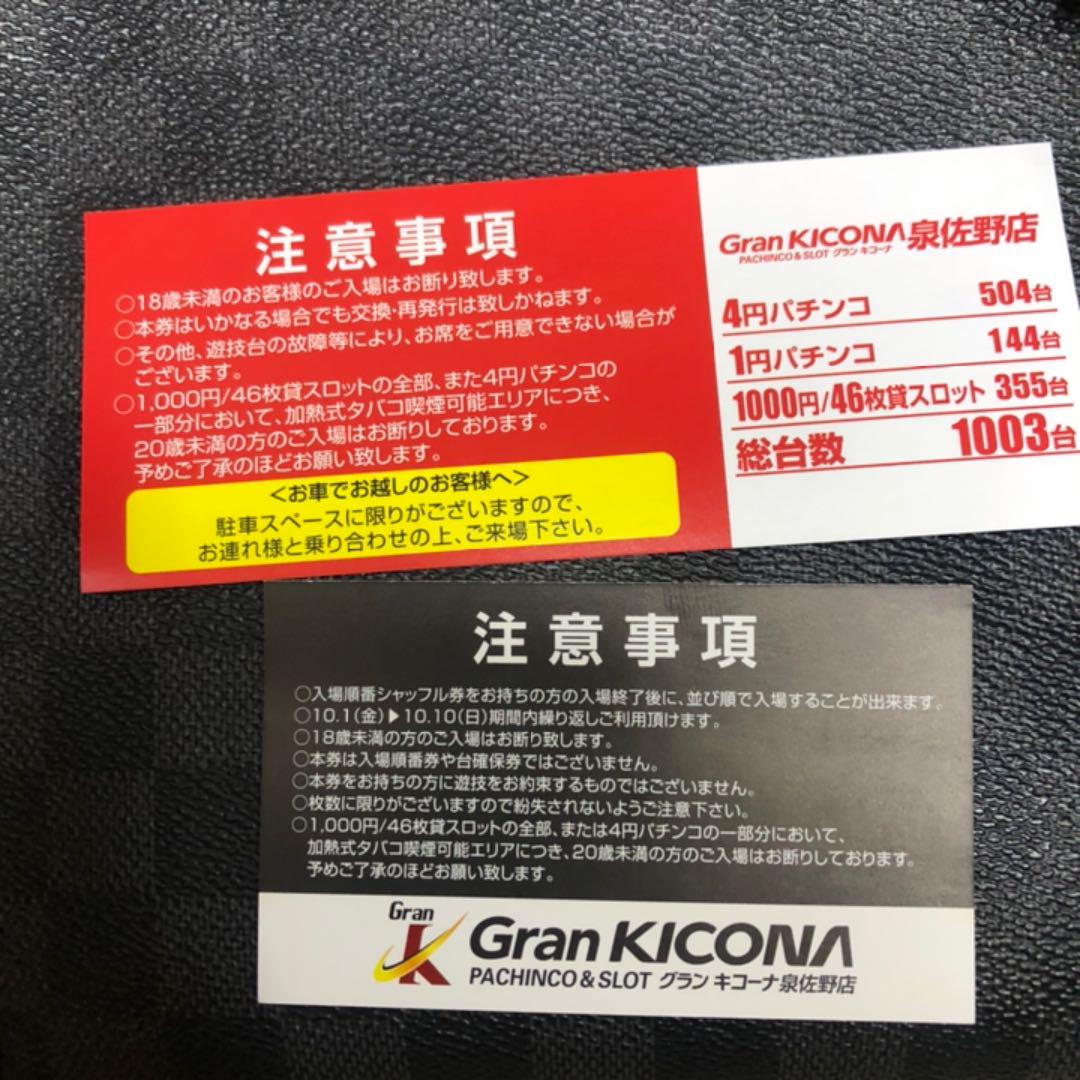 注意事項
○18歳未満のお客様のご入場はお断り致します。
○本券はいかなる場合でも交換・再発行は致しかねます。
○その他、遊技台の故障等により、お席をご用意できない場合が
ございます。
○1,000円/46枚貸スロットの全部、また4円パチンコの
一部分において、加熱式タバコ喫煙可能エリアにつき、
20歳未満の方のご入場はお断りしております。
予めご了承のほどお願い致します。
<お車でお越しのお客様へ>
駐車スペースに限りがございますので、
お連れ様と乗り合わせの上、ご来場下さい。
Gran KICONA 泉佐野店
PACHINCO & SLOT グラン キコーナ
4円パチンコ 504台
1円パチンコ 144台
1000円/46枚貸スロット 355台
総台数 1003台
注意事項
○入場順番シャッフル券をお持ちの方の入場終了後に、並び順で入場することが出来ます。
○10.1(金)▶10.10(日)期間内繰り返しご利用頂けます。
○18歳未満の方のご入場はお断り致します。
○本券は入場順番券や台確保券ではございません。
○本券をお持ちの方に遊技をお約束するものではございません。
○枚数に限りがございますので紛失されないようご注意下さい。
○1,000円/46枚貸スロットの全部、または4円パチンコの一部分において、
加熱式タバコ喫煙可能エリアにつき、20歳未満の方のご入場はお断りしております。
予めご了承のほどお願い致します。
Gran
K
Gran KICONA
PACHINCO & SLOT グラン キコーナ泉佐野店